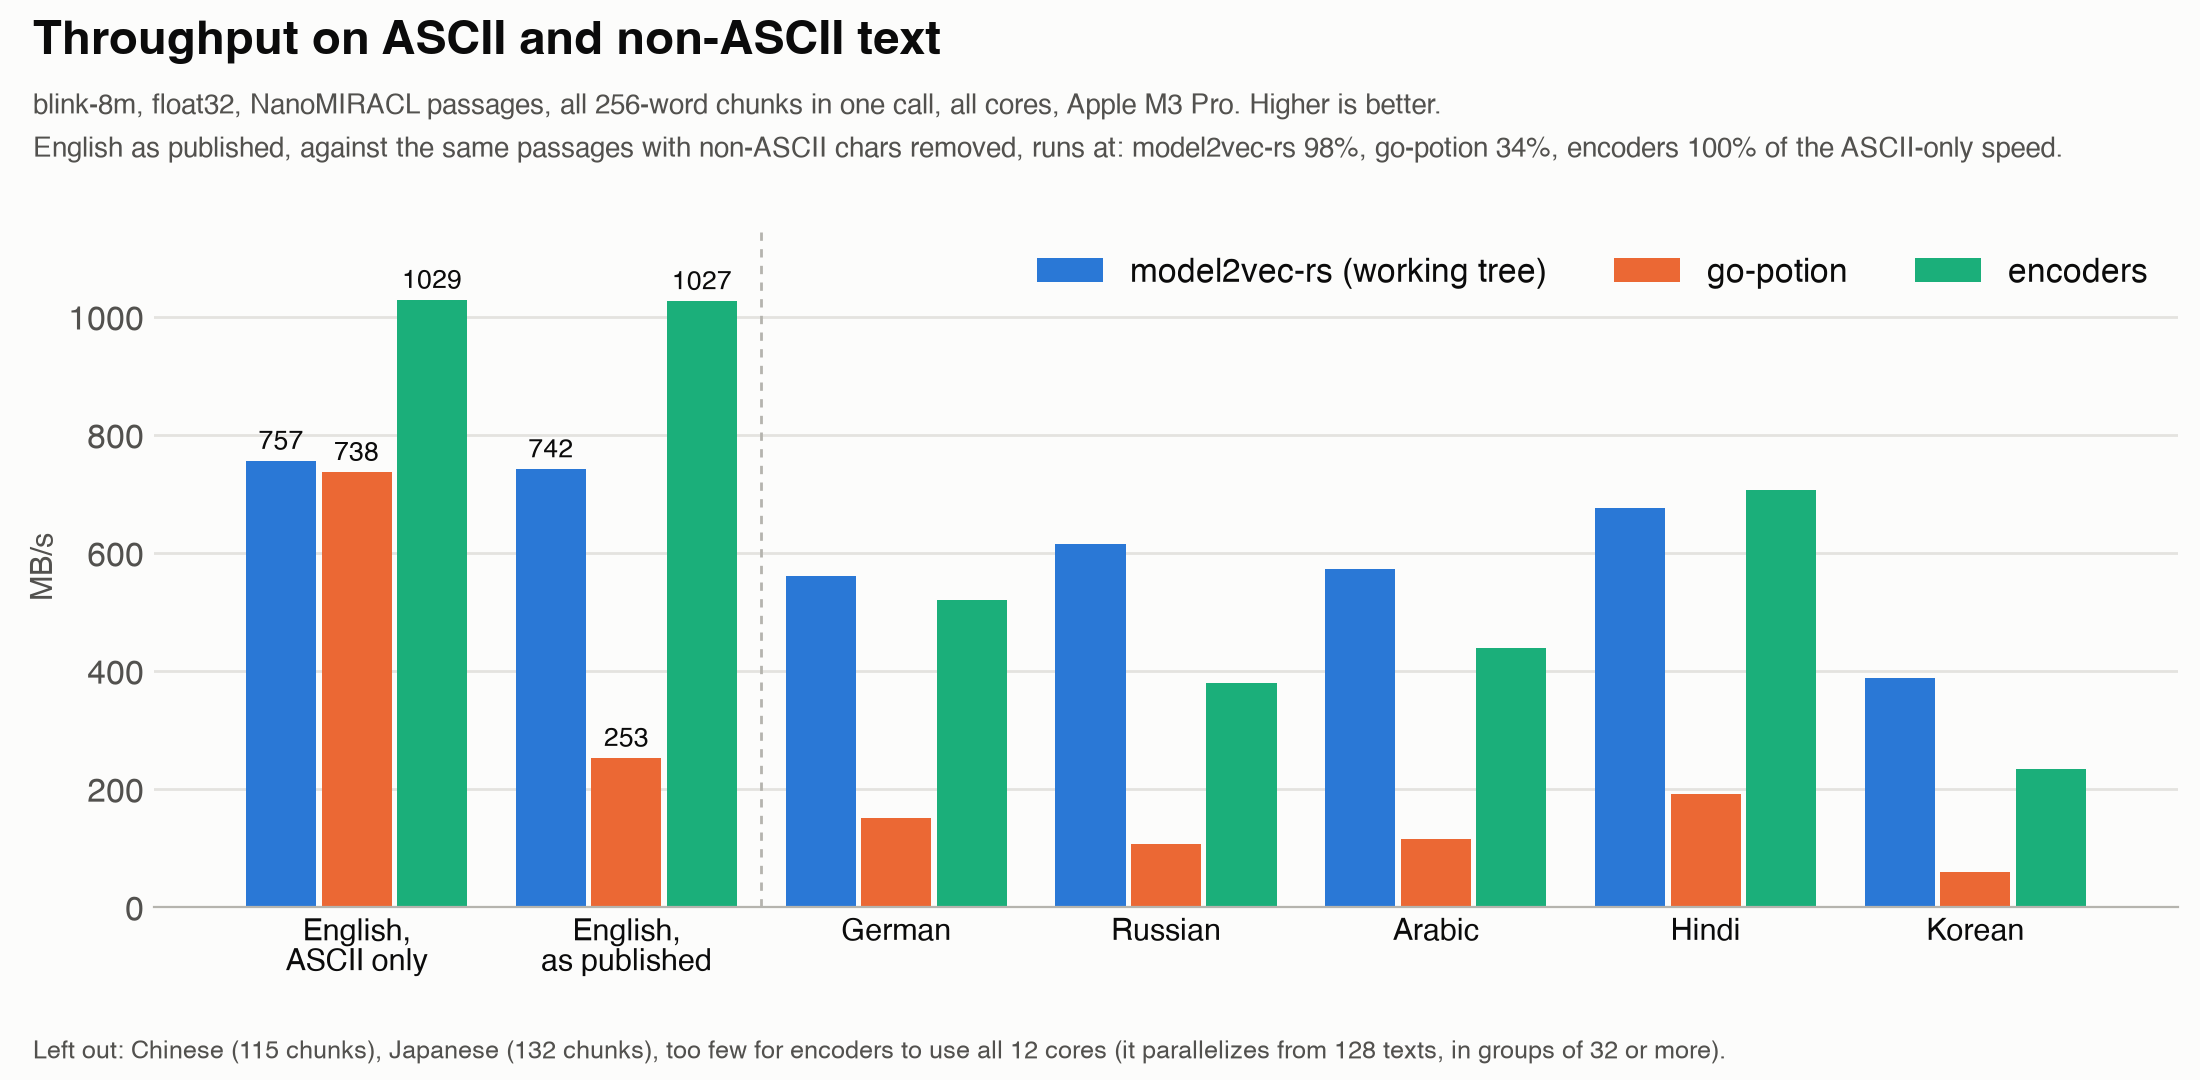 Throughput on ASCII and non-ASCII text
blink-8m, float32, NanoMIRACL passages, all 256-word chunks in one call, all cores, Apple M3 Pro. Higher is better.
English as published, against the same passages with non-ASCII chars removed, runs at: model2vec-rs 98%, go-potion 34%, encoders 100% of the ASCII-only speed.
model2vec-rs (working tree)
go-potion
encoders
MB/s
1000
800
600
400
200
0
757
738
1029
742
253
1027
English,
ASCII only
English,
as published
German
Russian
Arabic
Hindi
Korean
Left out: Chinese (115 chunks), Japanese (132 chunks), too few for encoders to use all 12 cores (it parallelizes from 128 texts, in groups of 32 or more).